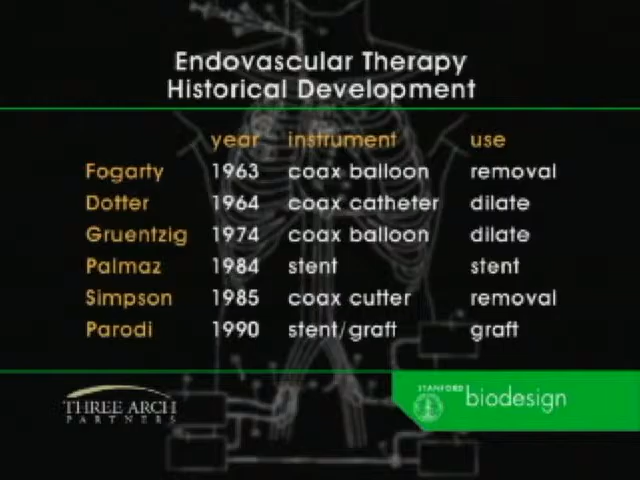 Endovascular Therapy
Historical Development
year instrument use
Fogarty 1963 coax balloon removal
Dotter 1964 coax catheter dilate
Gruentzig 1974 coax balloon dilate
Palmaz 1984 stent stent
Simpson 1985 coax cutter removal
Parodi 1990 stent/graft graft
THREE ARCH
PARTNERS
STANFORD
biodesign